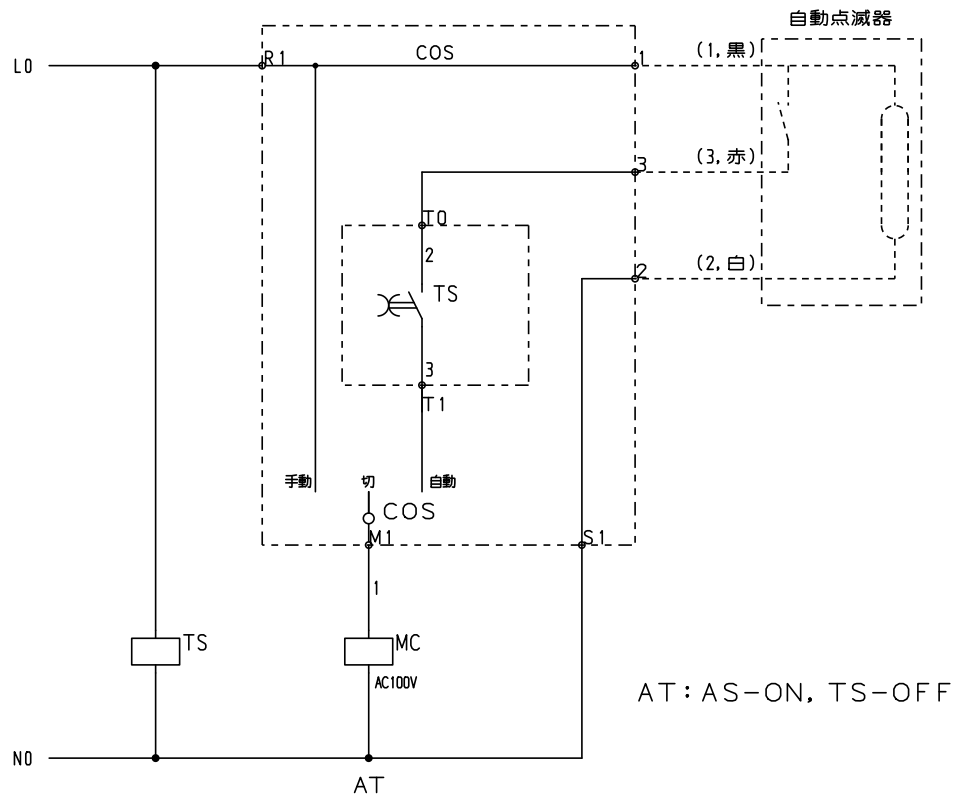 自動点滅器
COS
(1,黒)
L0
R1
1
(3,赤)
3
T0
2
(2,白)
2
TS
3
T1
手動
切
自動
COS
M1
S1
1
TS
MC
AC100V
AT:AS-ON, TS-OFF
N0
AT